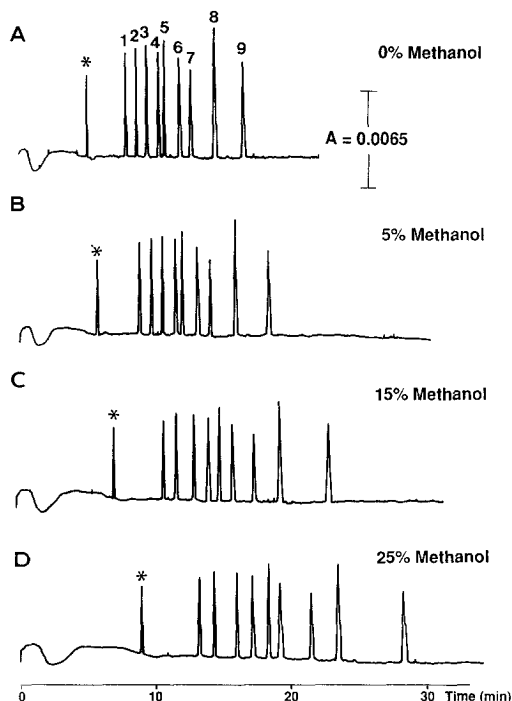 A
0% Methanol
*
1 2 3 4 5 6 7 8 9
A = 0.0065
B
5% Methanol
*
C
15% Methanol
*
D
25% Methanol
*
0 10 20 30 Time (min)